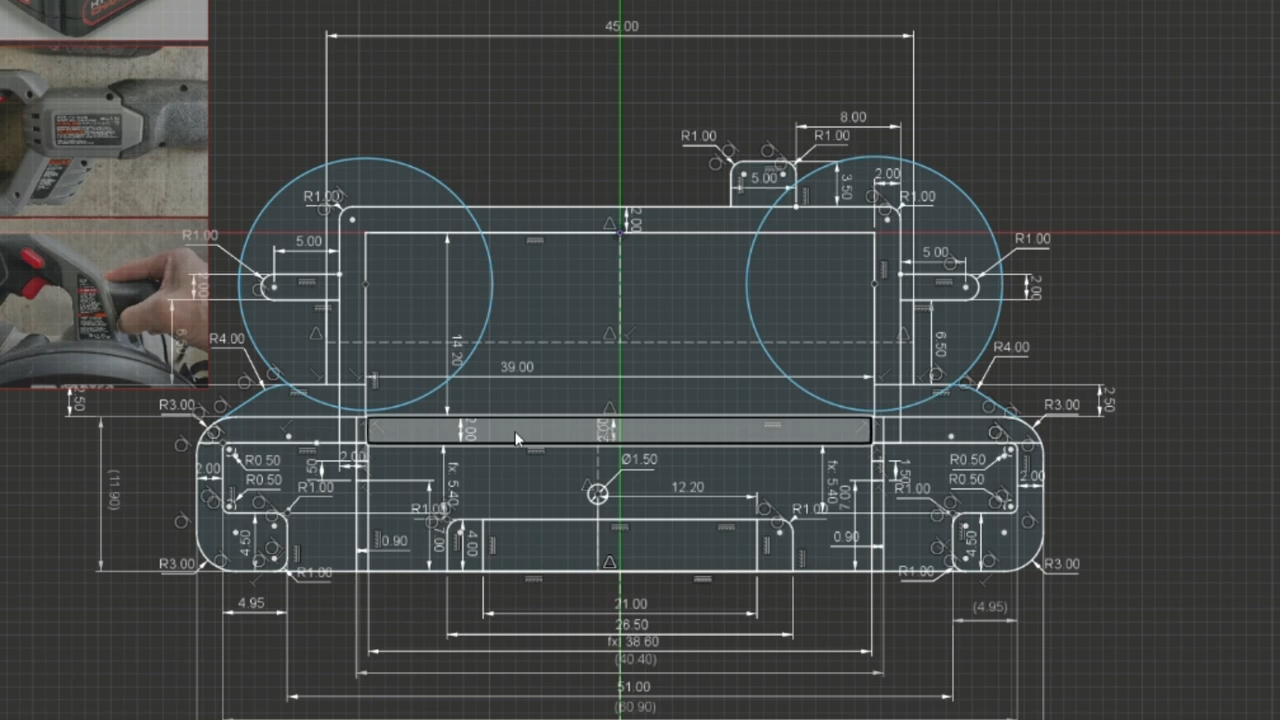 45.00
8.00
R1.00
R1.00
5.00
3.50
2.00
R1.00
2.00
R1.00
R1.00
5.00
2.00
5.00
R1.00
2.00
6.50
R4.00
14.20
39.00
6.50
R4.00
2.50
R3.00
2.00
2.50
R3.00
(11.90)
2.00
R0.50
R0.50
2.00
R1.00
fx: 5.40
Ø1.50
12.20
fx: 5.40
7.00
1.50
R0.50
R0.50
2.00
R1.00
R1.00
4.50
0.90
7.00
4.00
R1.00
0.90
4.50
R3.00
R1.00
R1.00
R3.00
4.95
21.00
(4.95)
26.50
fx: 38.60
(40.40)
51.00
(60.90)